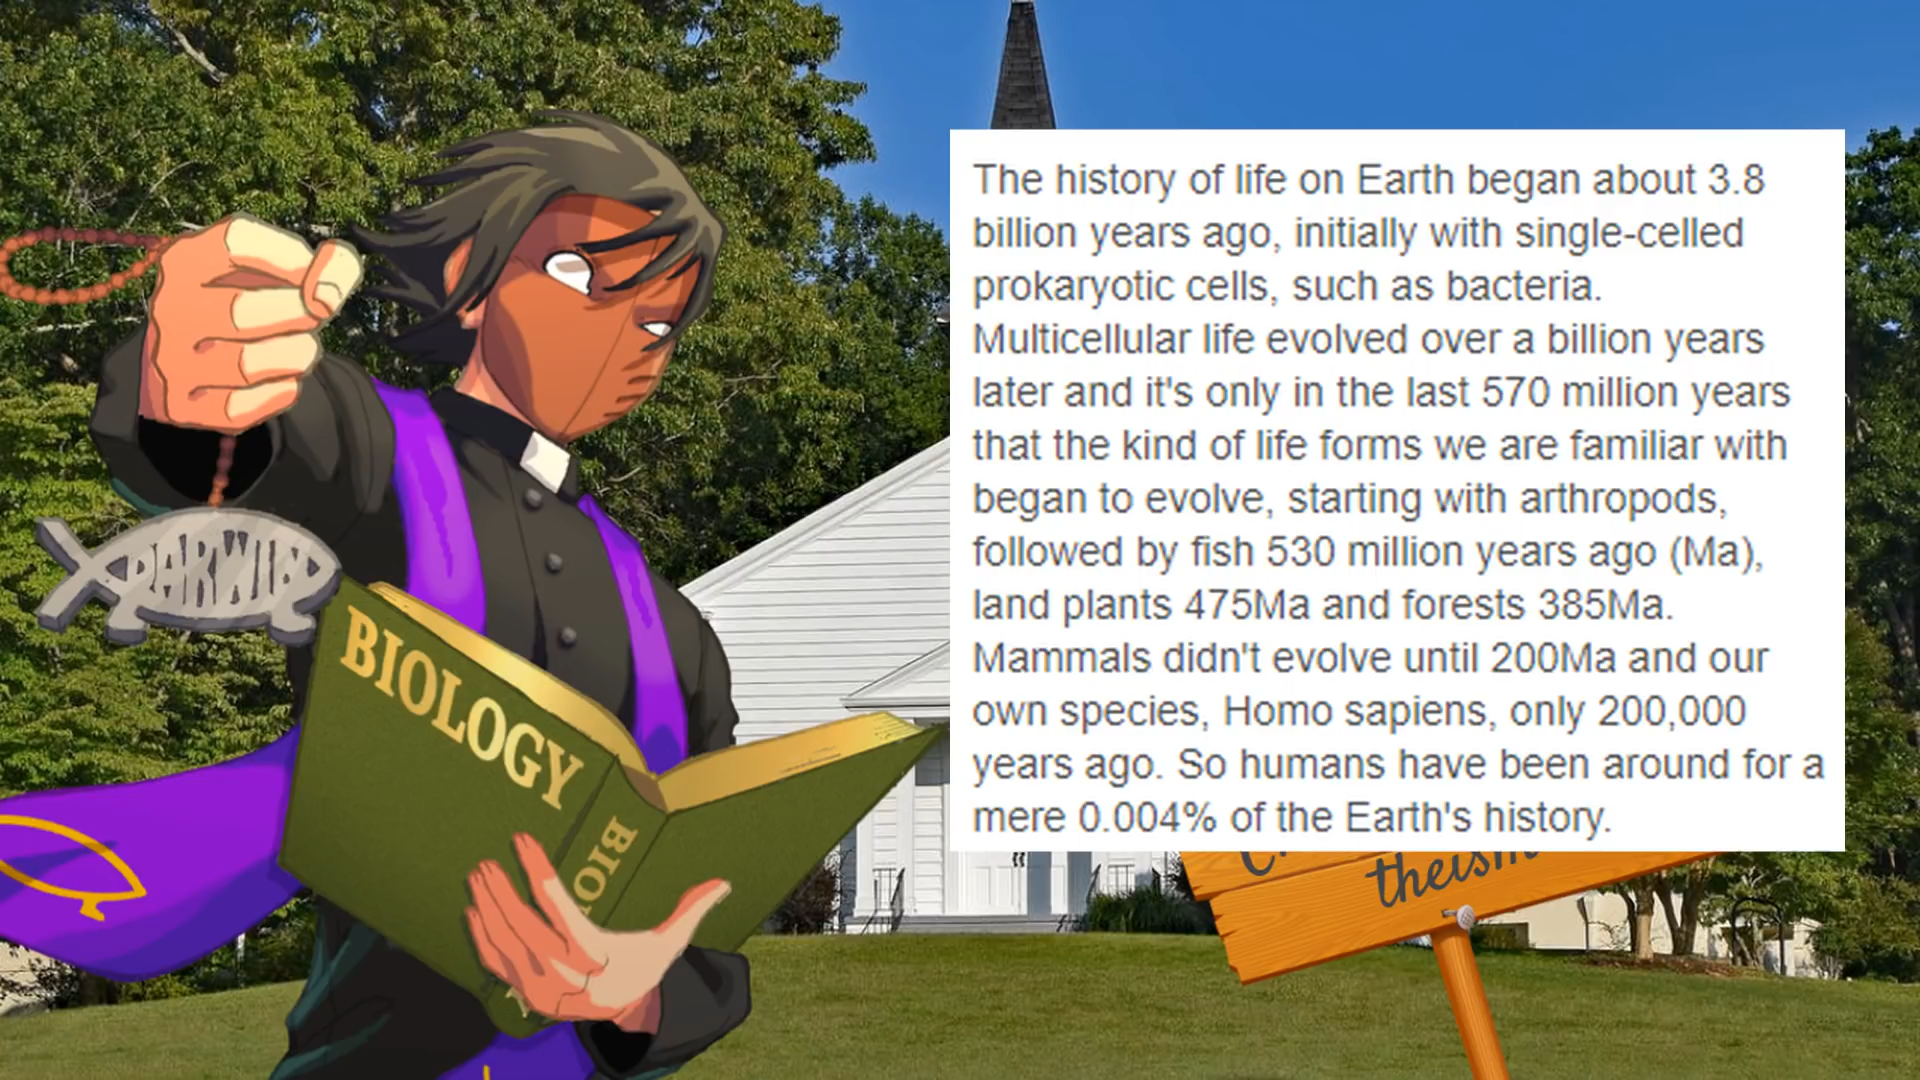 The history of life on Earth began about 3.8
billion years ago, initially with single-celled
prokaryotic cells, such as bacteria.
Multicellular life evolved over a billion years
later and it's only in the last 570 million years
that the kind of life forms we are familiar with
began to evolve, starting with arthropods,
followed by fish 530 million years ago (Ma),
land plants 475Ma and forests 385Ma.
Mammals didn't evolve until 200Ma and our
own species, Homo sapiens, only 200,000
years ago. So humans have been around for a
mere 0.004% of the Earth's history.
DARWIN
BIOLOGY
BIO
theism